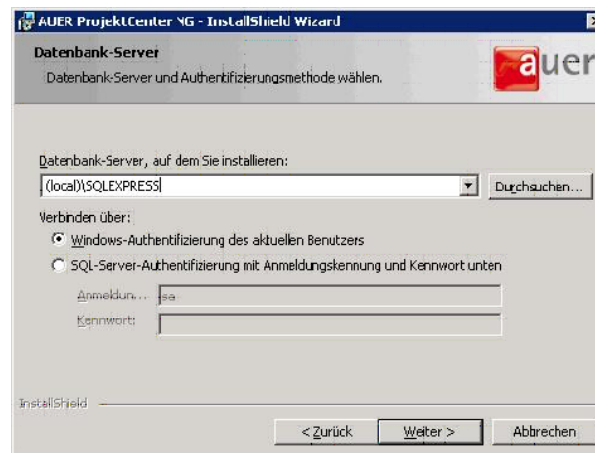 AUER ProjektCenter NG - InstallShield Wizard
Datenbank-Server
Datenbank-Server und Authentifizierungsmethode wählen.
auer
Datenbank-Server, auf dem Sie installieren:
(local)\SQLEXPRESS
Durchsuchen...
Verbinden über:
Windows-Authentifizierung des aktuellen Benutzers
SQL-Server-Authentifizierung mit Anmeldungskennung und Kennwort unten
Anmeldun...
sa
Kennwort:
InstallShield
< Zurück
Weiter >
Abbrechen